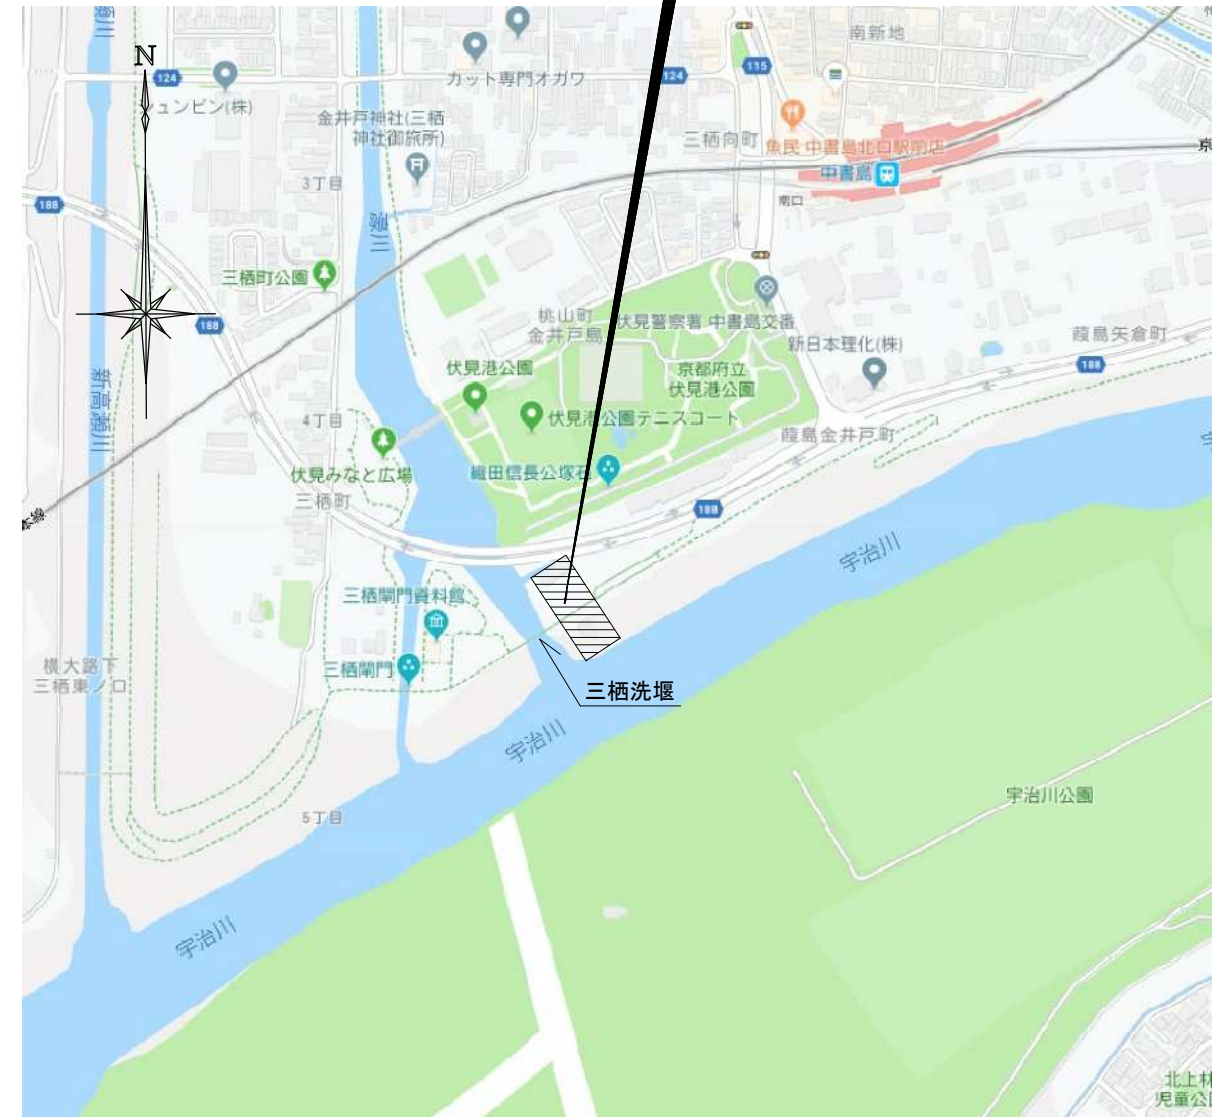 南新地
N
124
カット専門オガワ
124
115
ュンビン(株)
金井戸神社(三栖
神社御旅所)
三栖向町
魚民 中書島北口駅前店
中書島
京
3丁目
南口
188
濠川
三栖町公園
188
桃山町
金井戸島
伏見警察署 中書島交番
新日本理化(株)
葭島矢倉町
188
新高瀬川
伏見港公園
京都府立
伏見港公園
4丁目
伏見港公園テニスコート
葭島金井戸町
伏見みなと広場
織田信長公塚石
三栖町
188
宇治川
三栖閘門資料館
三栖閘門
横大路下
三栖東ノ口
三栖洗堰
宇治川
宇治川公園
5丁目
宇治川
北上林
児童公